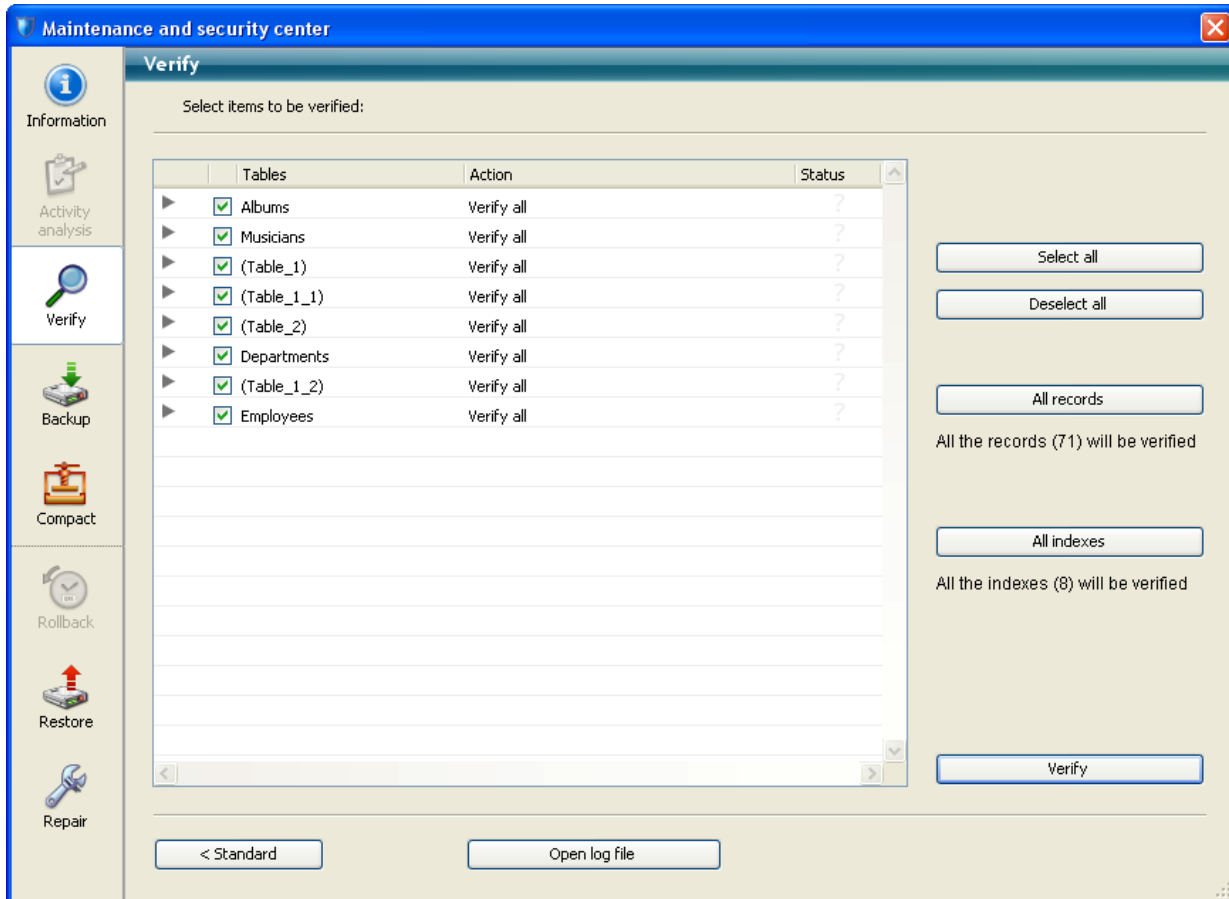 Maintenance and security center
Information
Activity
analysis
Verify
Backup
Compact
Rollback
Restore
Repair
Verify
Select items to be verified:
Tables Action Status
Albums Verify all ?
Musicians Verify all ?
(Table_1) Verify all ?
(Table_1_1) Verify all ?
(Table_2) Verify all ?
Departments Verify all ?
(Table_1_2) Verify all ?
Employees Verify all ?
Select all
Deselect all
All records
All the records (71) will be verified
All indexes
All the indexes (8) will be verified
Verify
< Standard
Open log file